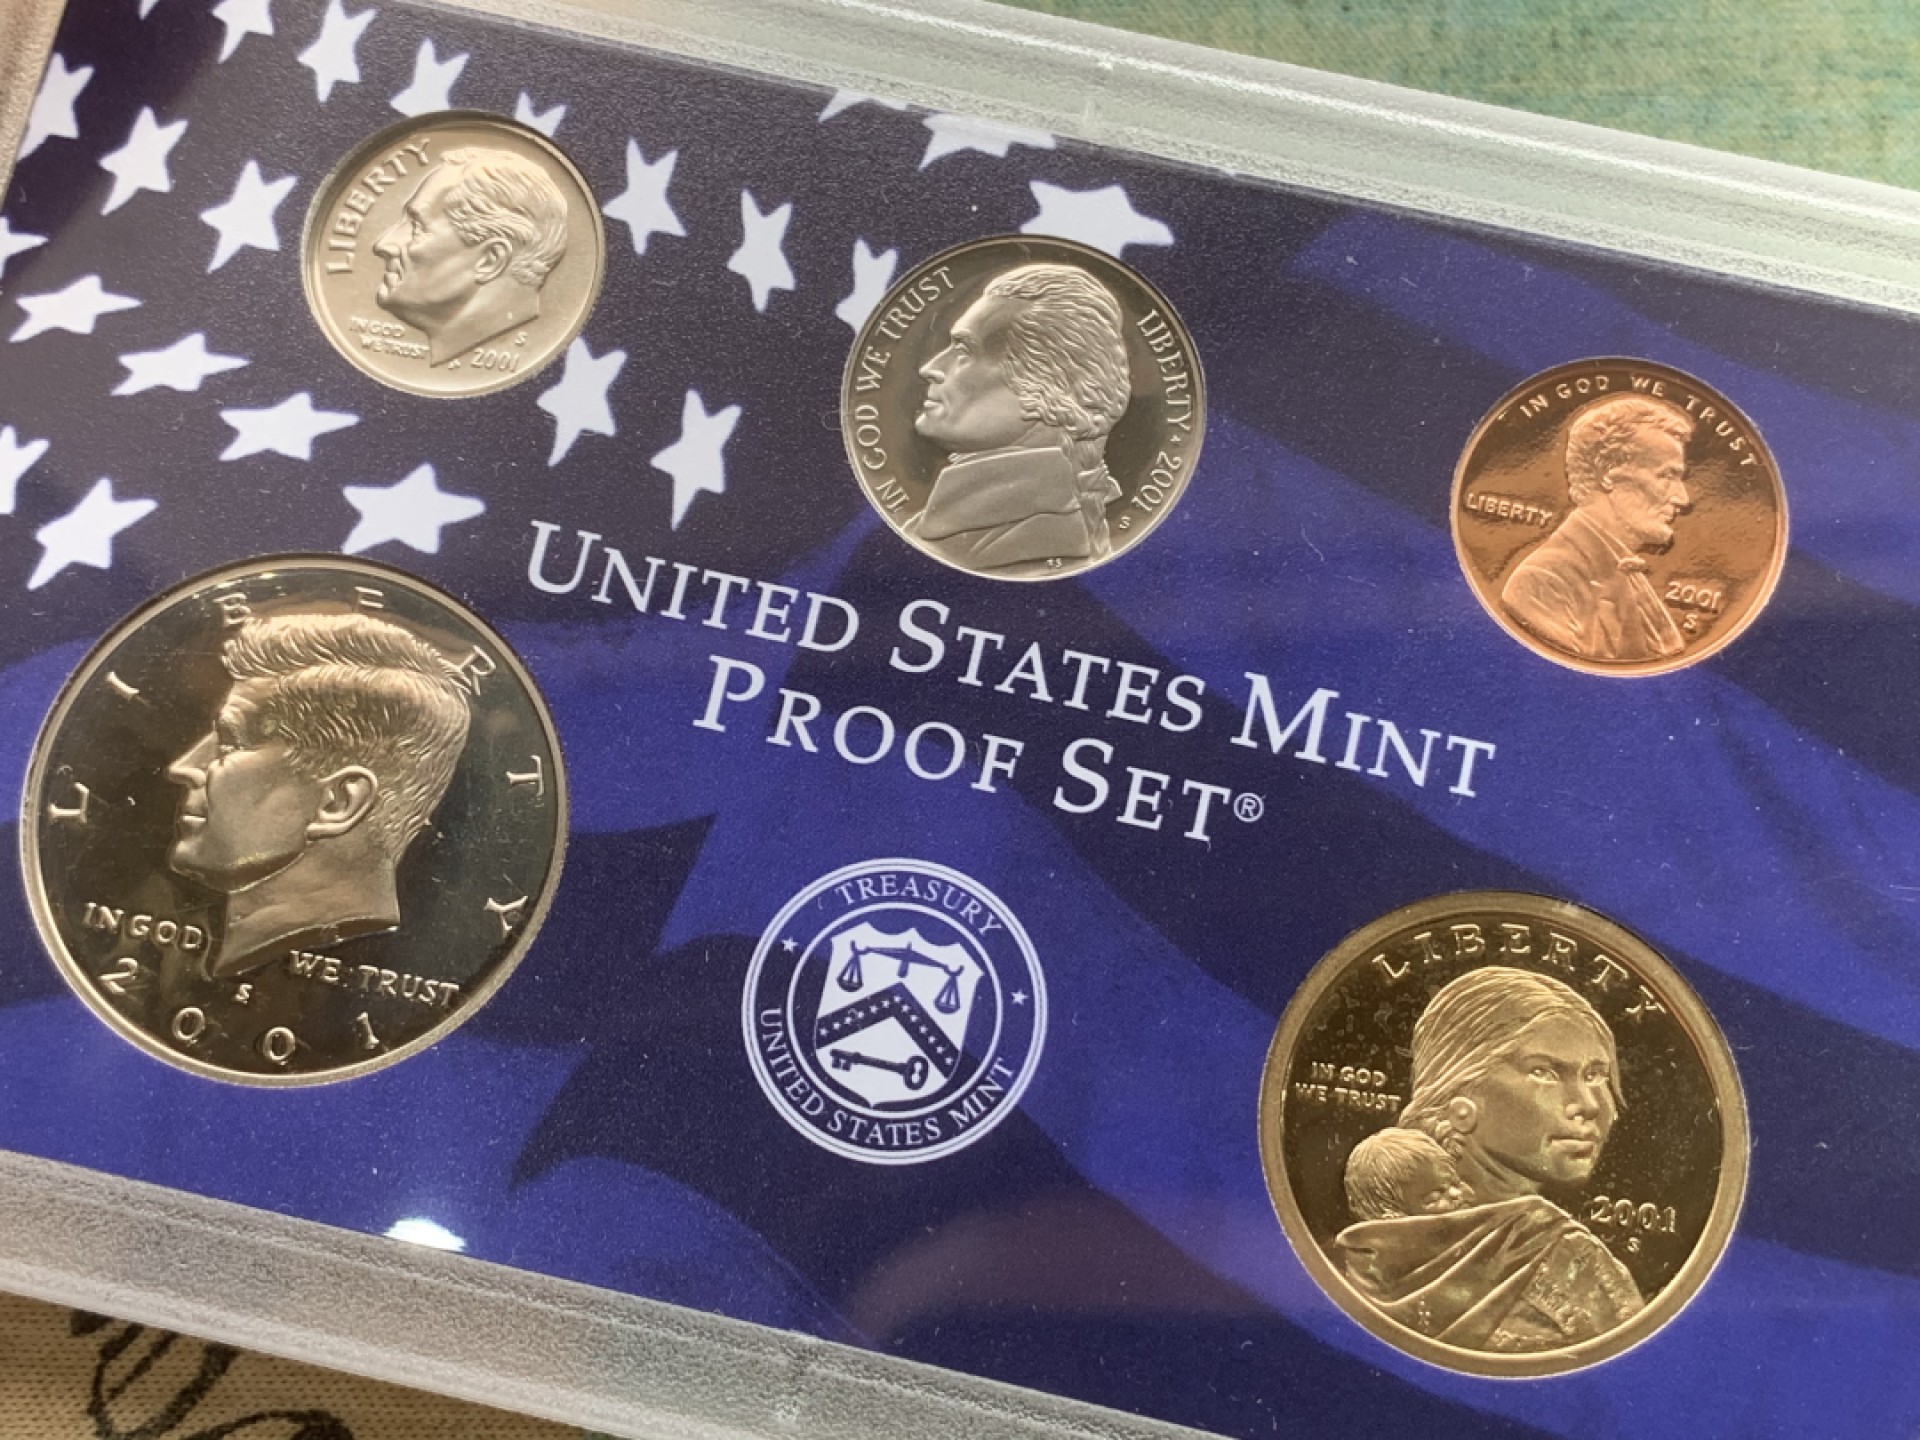 LIBERTY
IN GOD
WE TRUST
S
2001
IN GOD WE TRUST
LIBERTY ★ 2001
S
FS
IN GOD WE TRUST
LIBERTY
2001
S
UNITED STATES MINT
PROOF SET®
LIBERTY
IN GOD WE TRUST
S
2001
TREASURY
UNITED STATES MINT
LIBERTY
IN GOD
WE TRUST
2001
S